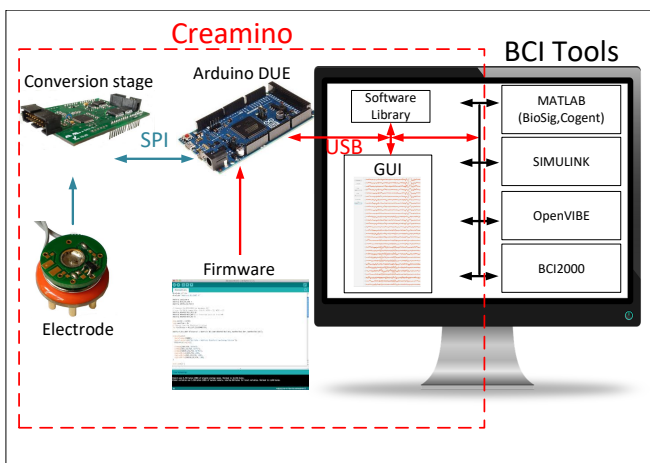 Creamino
BCI Tools
Conversion stage
Arduino DUE
SPI
USB
Software
Library
GUI
MATLAB
(BioSig,Cogent)
SIMULINK
OpenVIBE
BCI2000
Electrode
Firmware